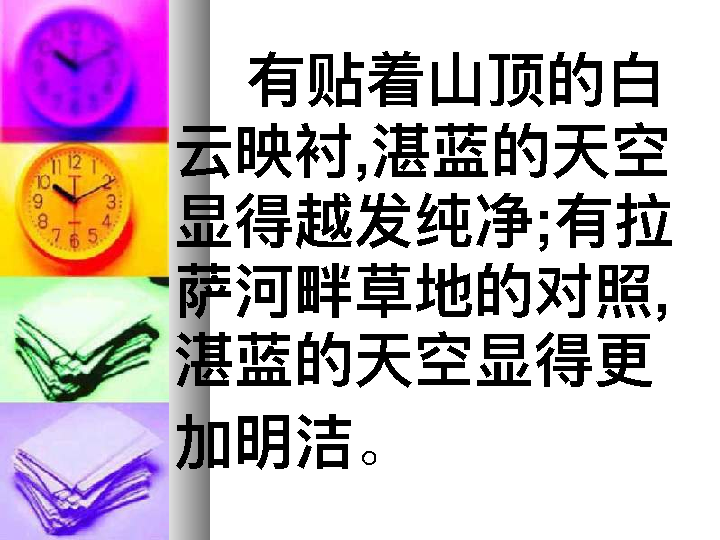 有贴着山顶的白
云映衬,湛蓝的天空
显得越发纯净;有拉
萨河畔草地的对照,
湛蓝的天空显得更
加明洁。